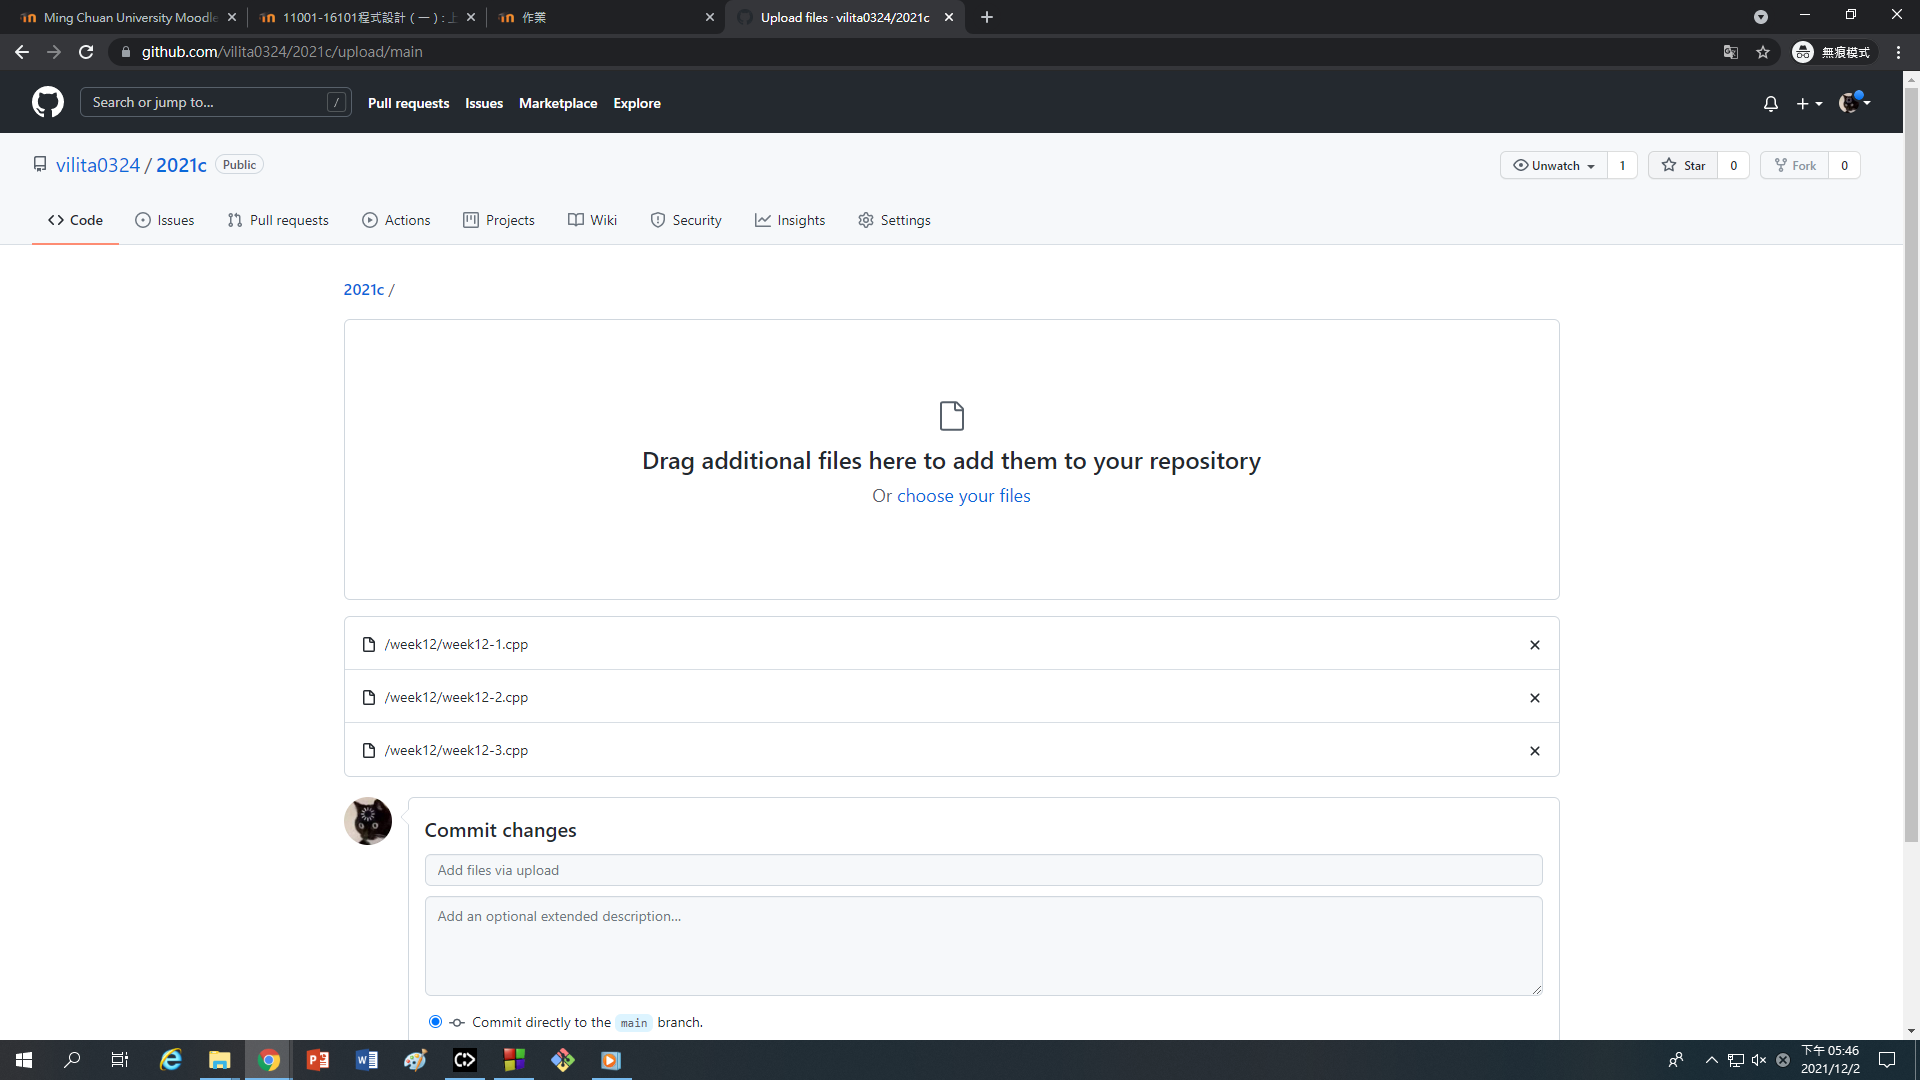 Ming Chuan University Moodle
11001-16101程式設計 ( 一 ) : 上
作業
Upload files · vilita0324/2021c
github.com/vilita0324/2021c/upload/main
無痕模式
Search or jump to...
/
Pull requests
Issues
Marketplace
Explore
vilita0324 / 2021c
Public
Unwatch
1
Star
0
Fork
0
Code
Issues
Pull requests
Actions
Projects
Wiki
Security
Insights
Settings
2021c /
Drag additional files here to add them to your repository
Or choose your files
/week12/week12-1.cpp
/week12/week12-2.cpp
/week12/week12-3.cpp
Commit changes
Add files via upload
Add an optional extended description...
Commit directly to the main branch.
下午 05:46
2021/12/2